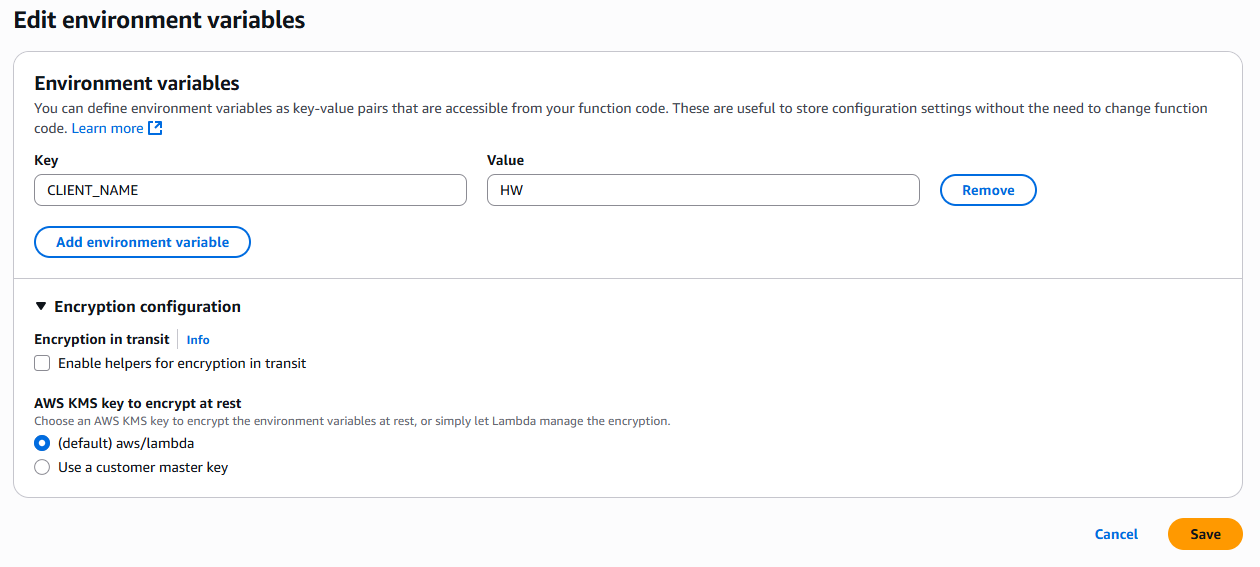 Edit environment variables
Environment variables
You can define environment variables as key-value pairs that are accessible from your function code. These are useful to store configuration settings without the need to change function
code. Learn more
Key Value
CLIENT_NAME HW Remove
Add environment variable
Encryption configuration
Encryption in transit Info
Enable helpers for encryption in transit
AWS KMS key to encrypt at rest
Choose an AWS KMS key to encrypt the environment variables at rest, or simply let Lambda manage the encryption.
(default) aws/lambda
Use a customer master key
Cancel Save